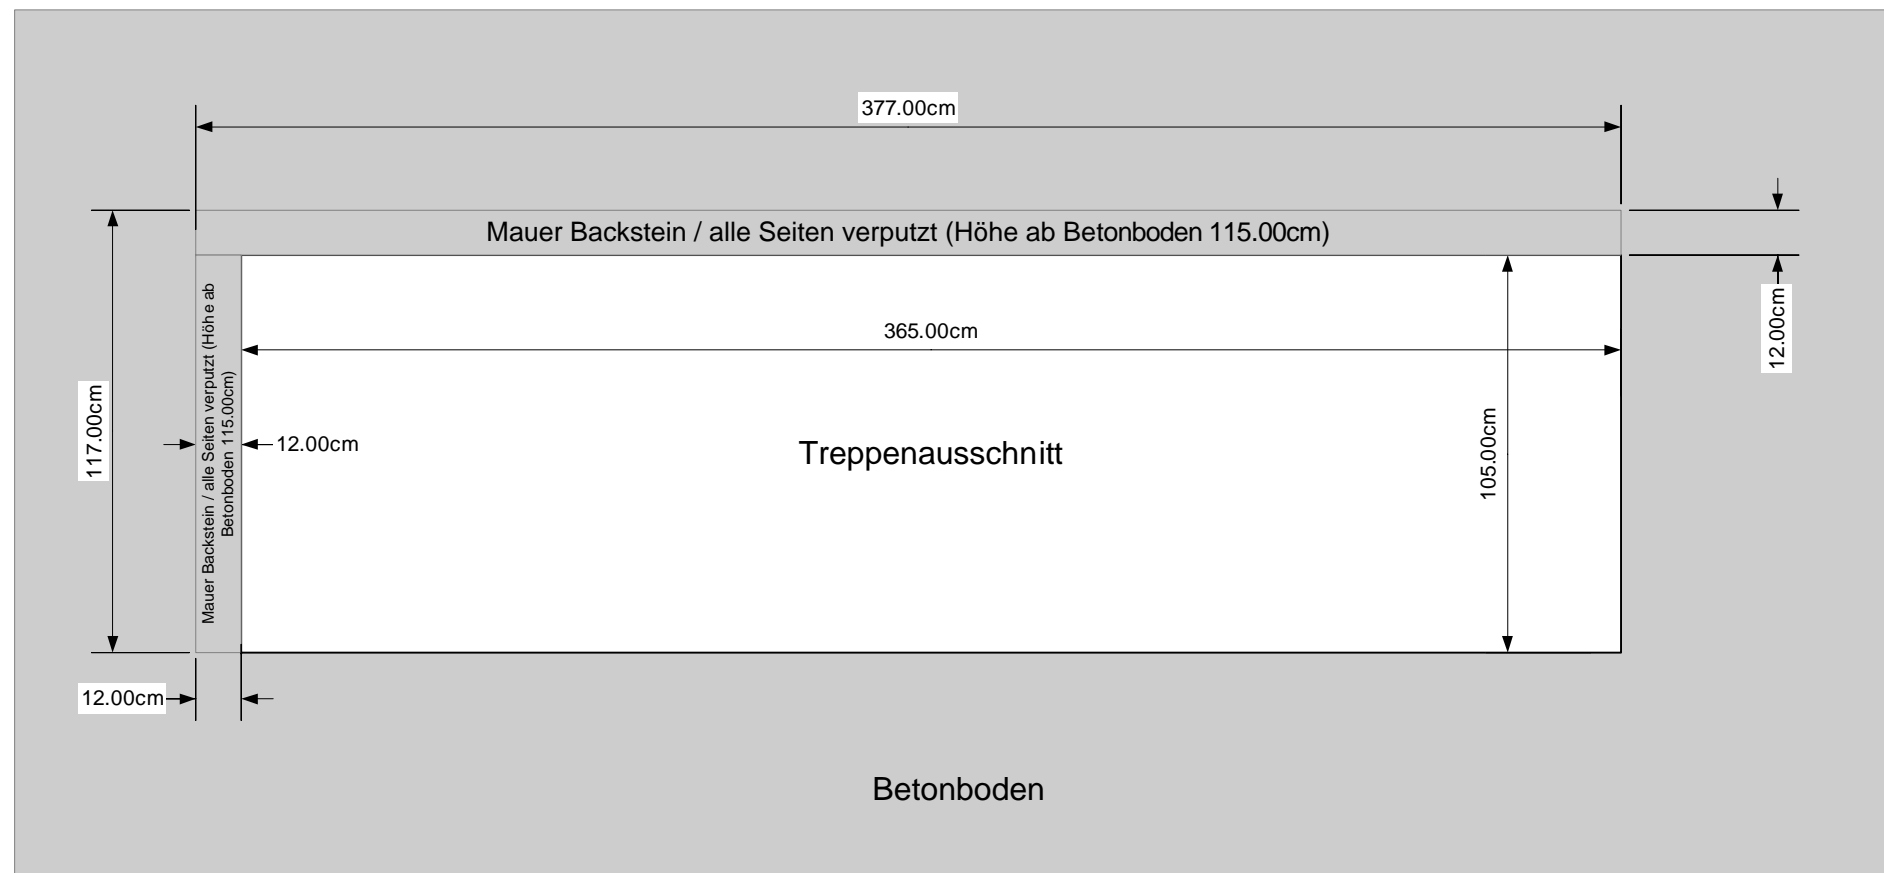 377.00cm
Mauer Backstein / alle Seiten verputzt (Höhe ab Betonboden 115.00cm)
12.00cm
365.00cm
Mauer Backstein / alle Seiten verputzt (Höhe ab
Betonboden 115.00cm)
117.00cm
12.00cm
Treppenausschnitt
105.00cm
12.00cm
Betonboden